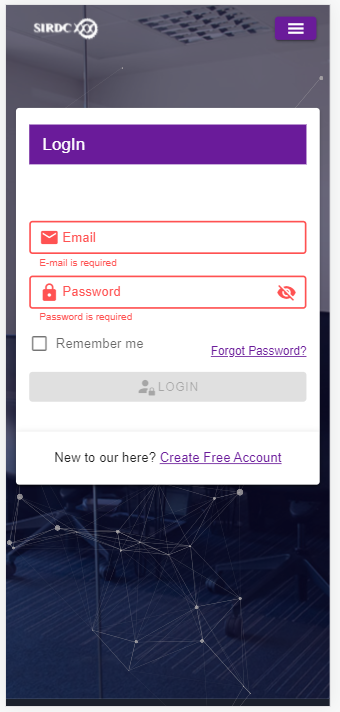 SIRDC
LogIn
Email
E-mail is required
Password
Password is required
Remember me
Forgot Password?
LOGIN
New to our here? Create Free Account